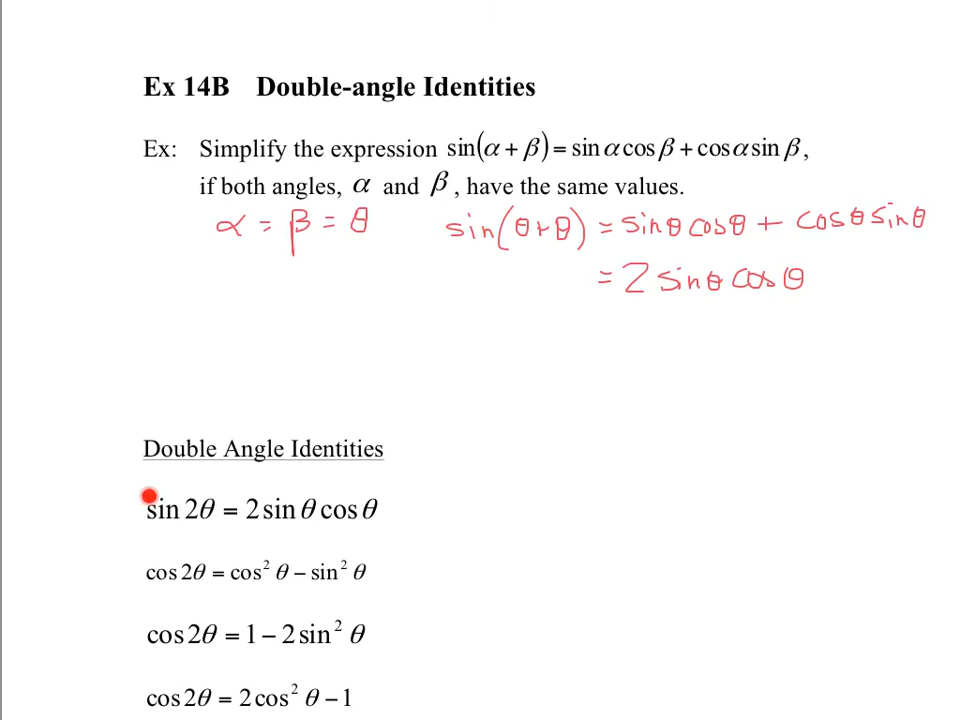 Ex 14B Double-angle Identities
Ex: Simplify the expression sin(α + β) = sin α cos β + cos α sin β,
if both angles, α and β, have the same values.
α = β = θ sin(θ+θ) = sinθ cosθ + cosθ sinθ
= 2 sinθ cosθ
Double Angle Identities
sin 2θ = 2 sin θ cos θ
cos 2θ = cos² θ − sin² θ
cos 2θ = 1 − 2 sin² θ
cos 2θ = 2 cos² θ − 1